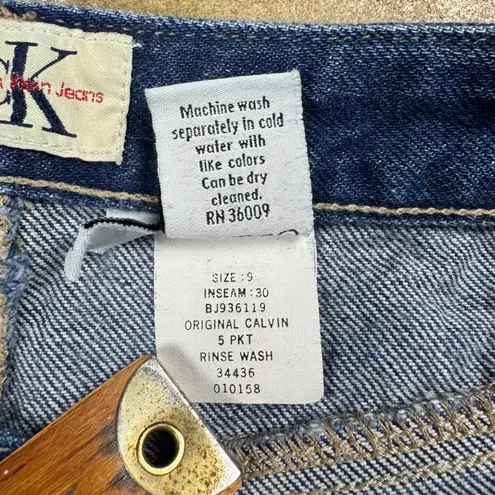 CK
Klein Jeans
Machine wash
separately in cold
water with
like colors
Can be dry
cleaned.
RN 36009
SIZE:9
INSEAM:30
BJ936119
ORIGINAL CALVIN
5 PKT
RINSE WASH
34436
010158